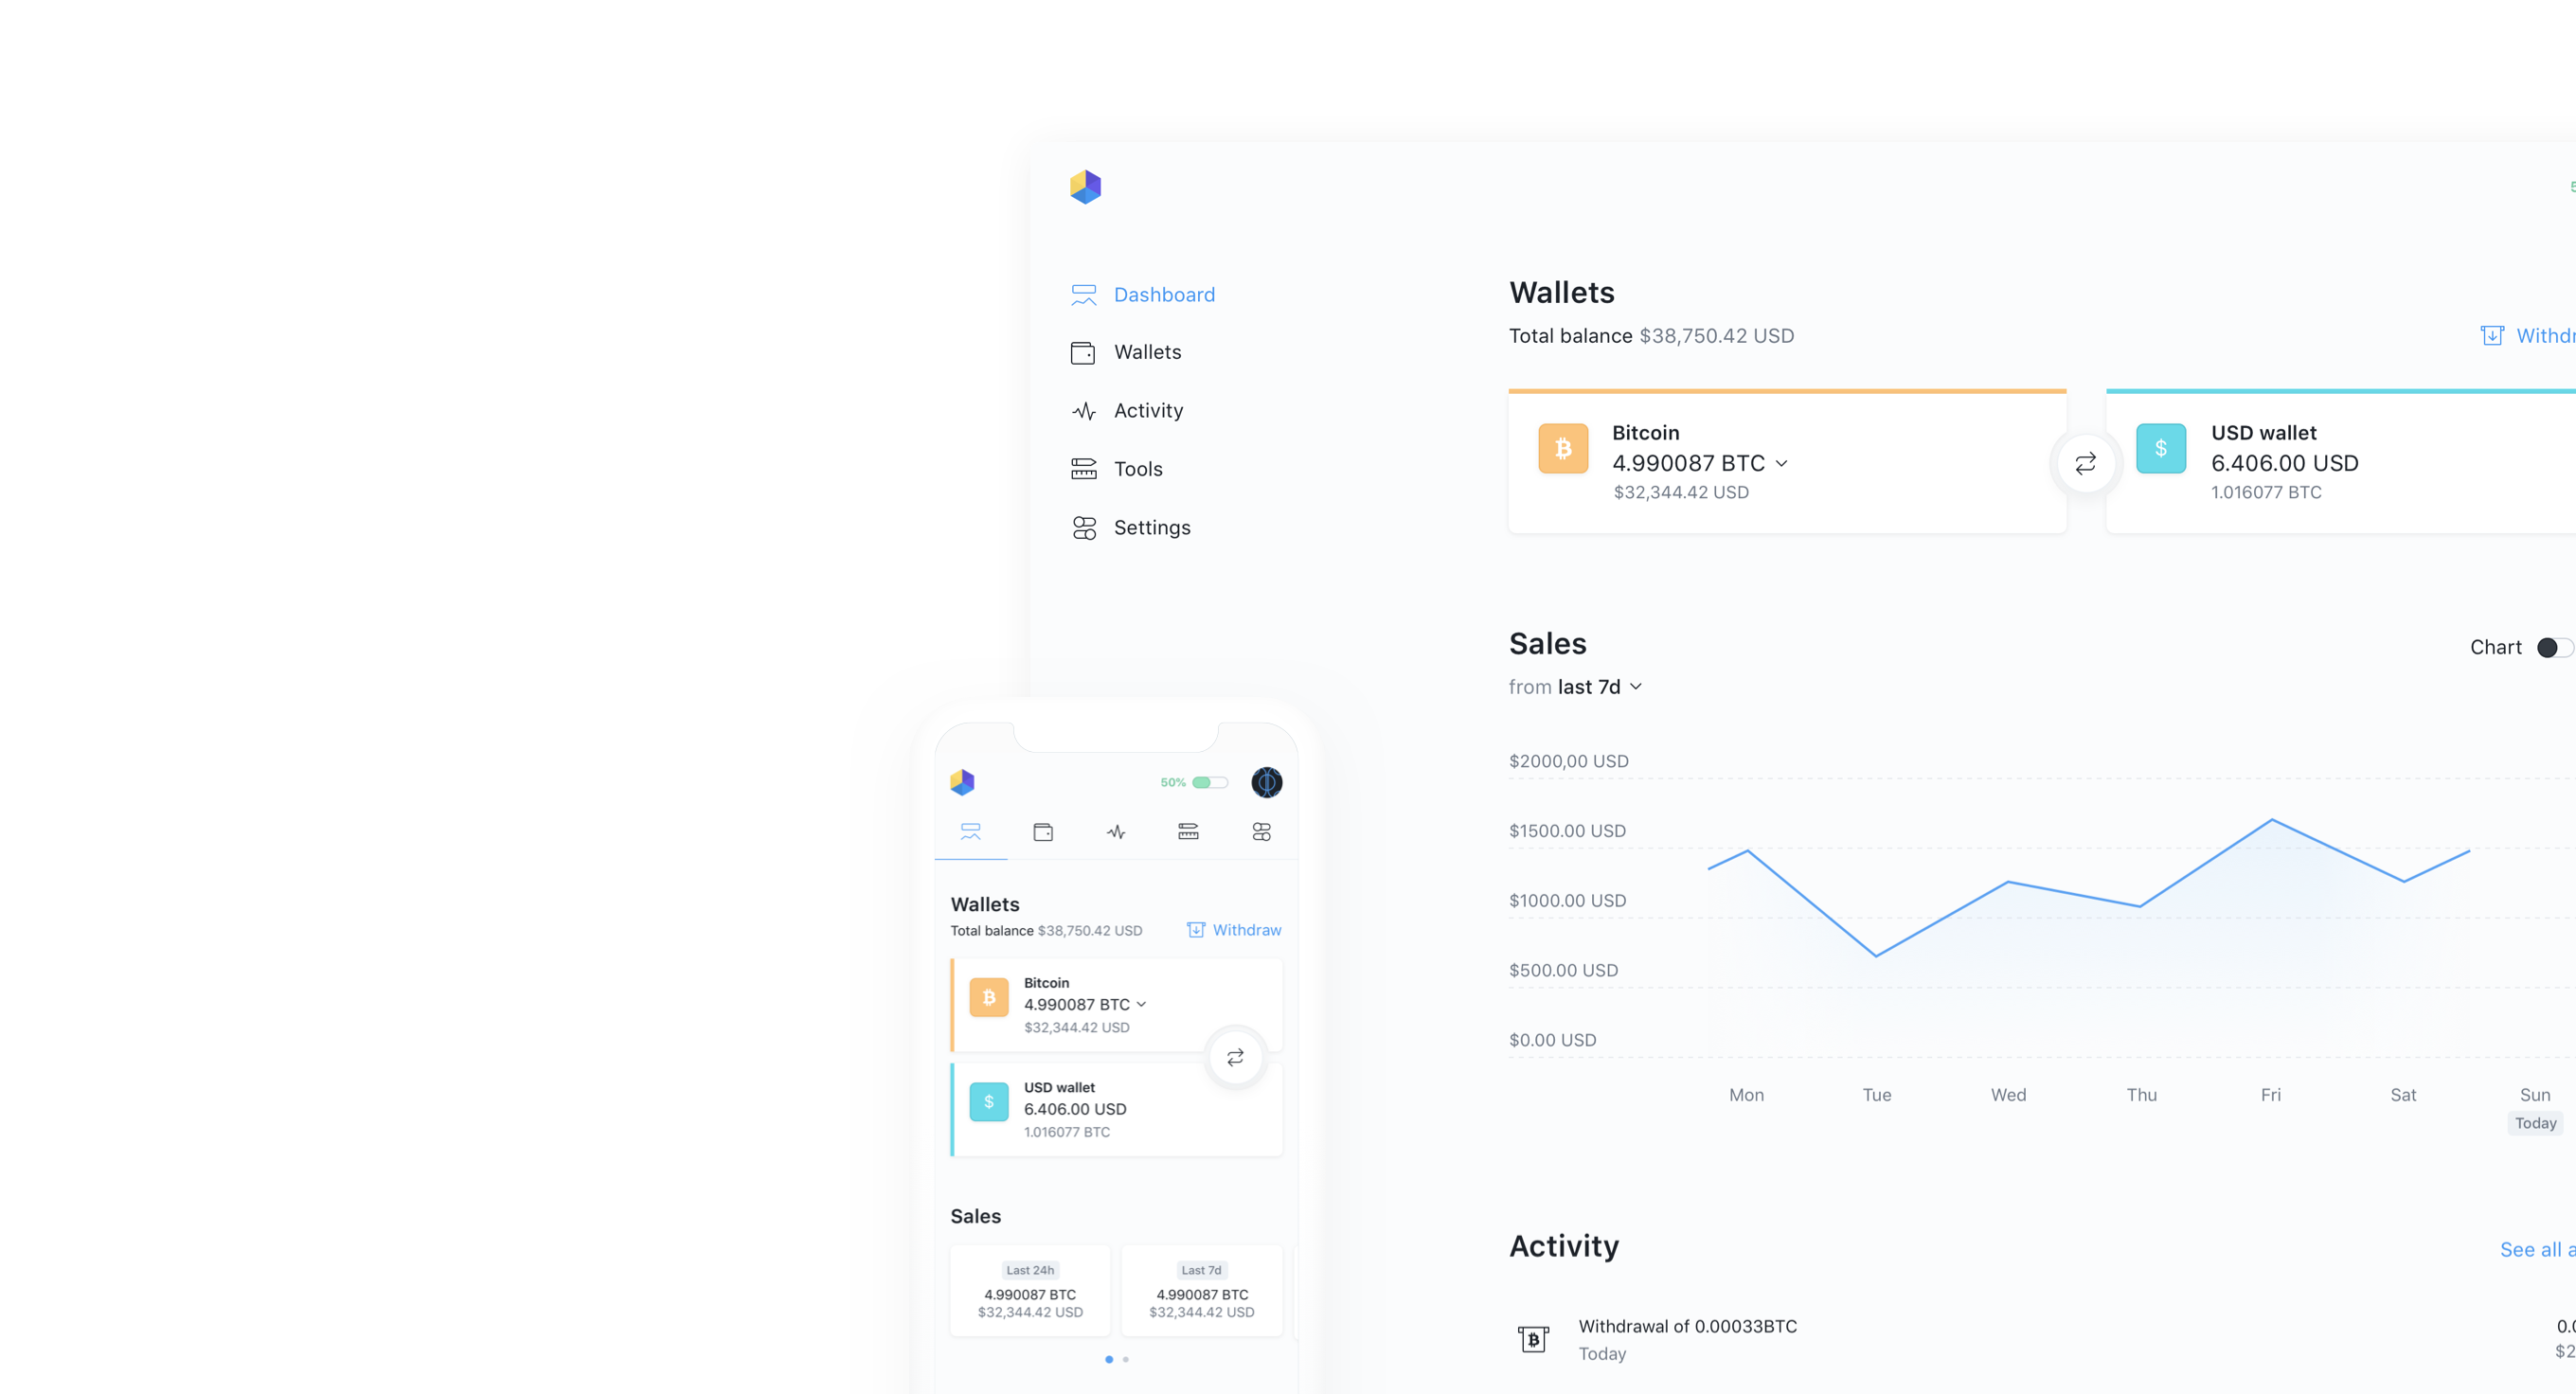 Dashboard
Wallets
Activity
Tools
Settings
Wallets
Total balance $38,750.42 USD
Bitcoin
4.990087 BTC
$32,344.42 USD
USD wallet
6.406.00 USD
1.016077 BTC
Sales
from last 7d
Chart
$2000,00 USD
$1500.00 USD
$1000.00 USD
$500.00 USD
$0.00 USD
Mon Tue Wed Thu Fri Sat Sun
Today
Activity
See all
Withdrawal of 0.00033BTC
Today
50%
Wallets
Total balance $38,750.42 USD
Withdraw
Bitcoin
4.990087 BTC
$32,344.42 USD
USD wallet
6.406.00 USD
1.016077 BTC
Sales
Last 24h
4.990087 BTC
$32,344.42 USD
Last 7d
4.990087 BTC
$32,344.42 USD